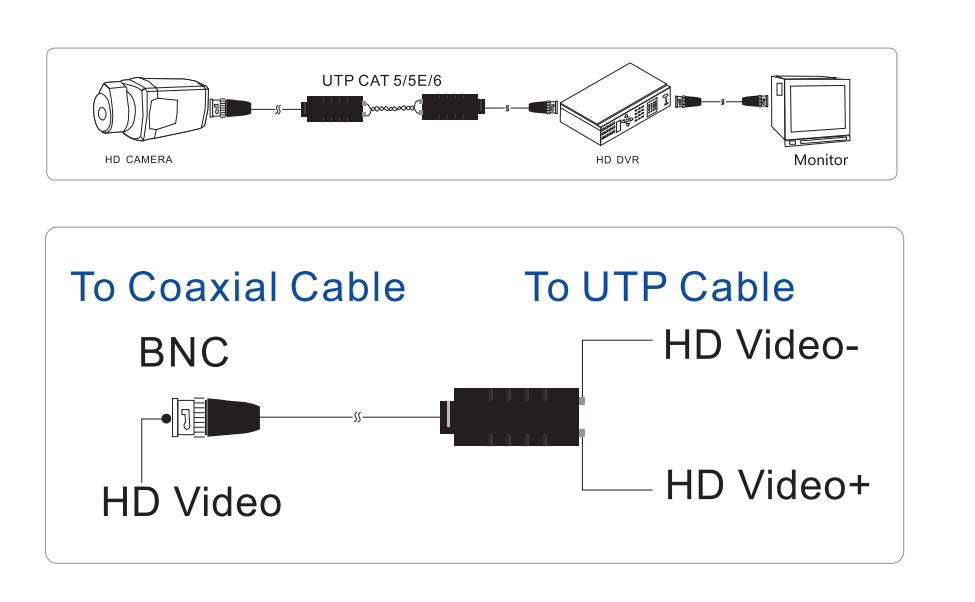 UTP CAT 5/5E/6
HD CAMERA
HD DVR
Monitor
To Coaxial Cable
To UTP Cable
BNC
HD Video-
HD Video
HD Video+